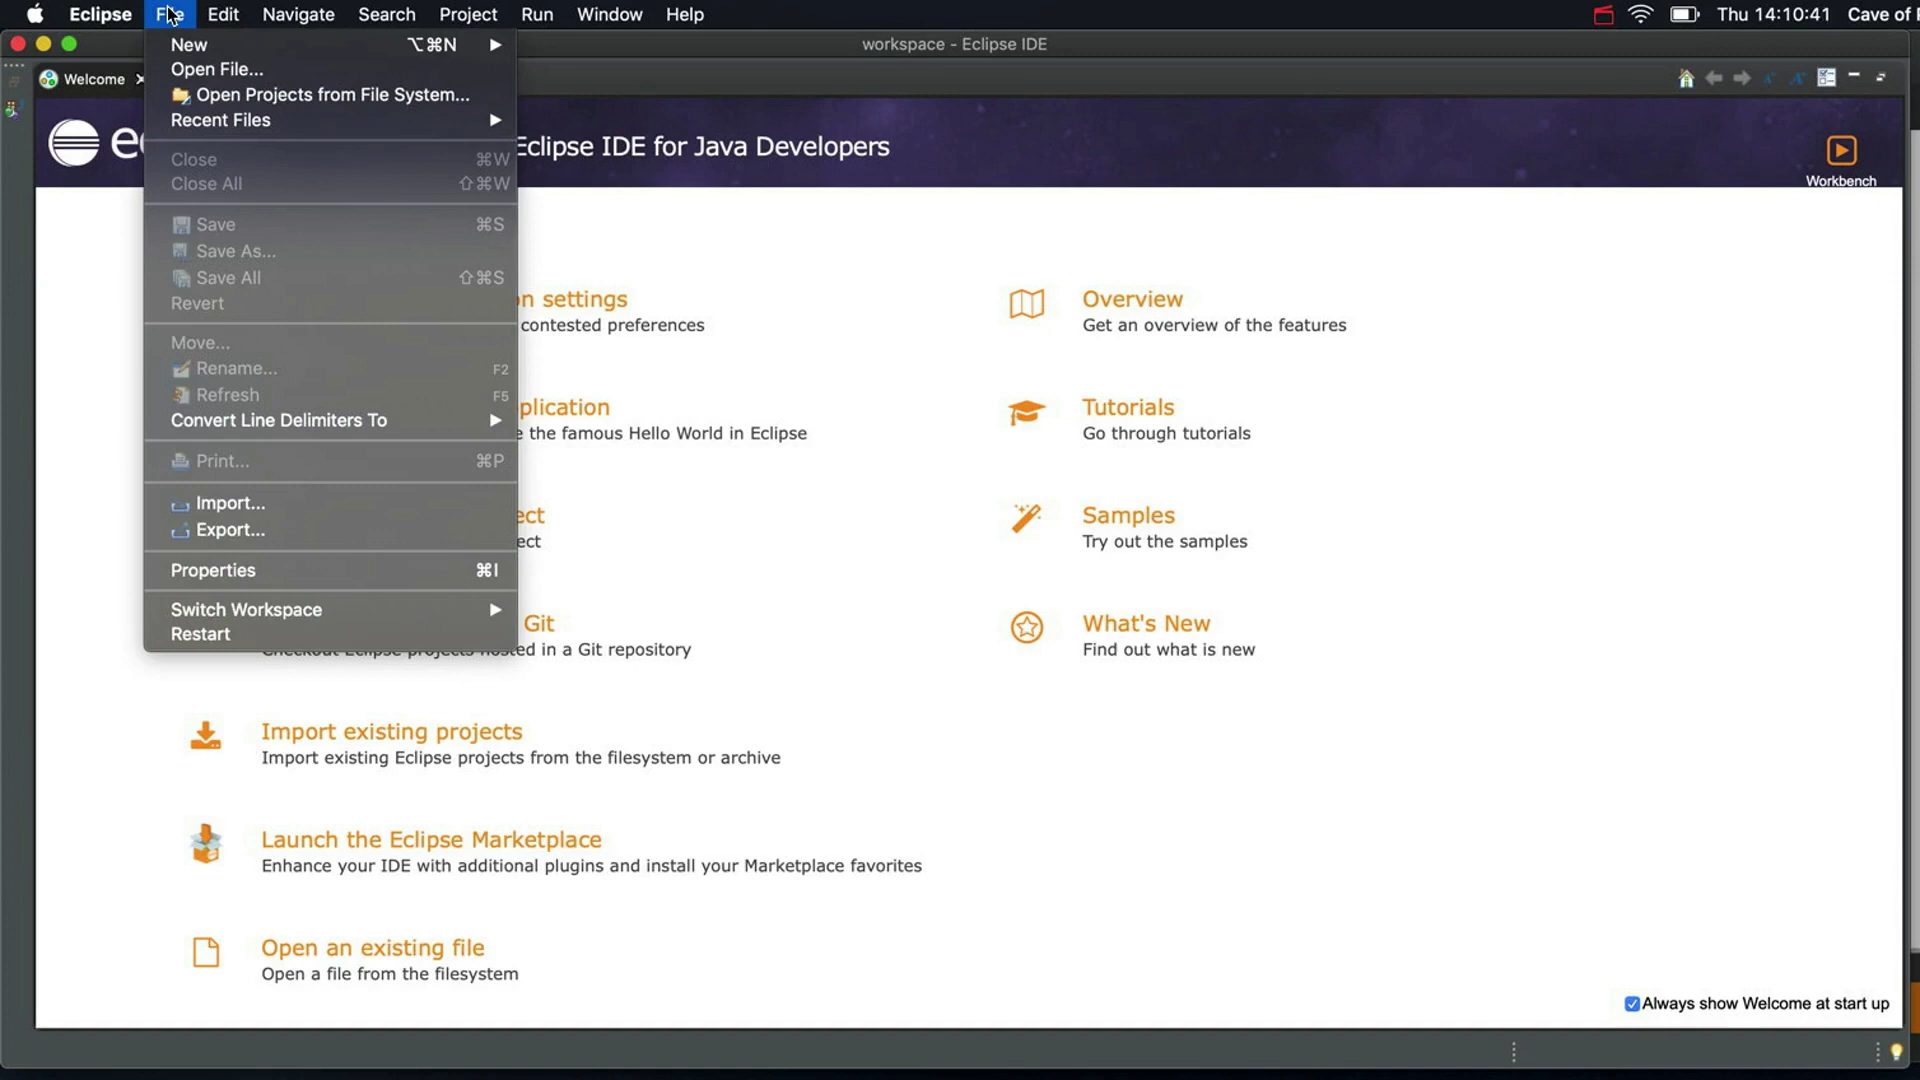 Eclipse File Edit Navigate Search Project Run Window Help Thu 14:10:41 Cave of
workspace - Eclipse IDE
Welcome
New ⌥⌘N
Open File...
Open Projects from File System...
Recent Files
Close ⌘W
Close All ⇧⌘W
Save ⌘S
Save As...
Save All ⇧⌘S
Revert
Move...
Rename... F2
Refresh F5
Convert Line Delimiters To
Print... ⌘P
Import...
Export...
Properties ⌘I
Switch Workspace
Restart
Eclipse IDE for Java Developers
Workbench
settings
contested preferences
the famous Hello World in Eclipse
Git
Checkout Eclipse projects hosted in a Git repository
Import existing projects
Import existing Eclipse projects from the filesystem or archive
Launch the Eclipse Marketplace
Enhance your IDE with additional plugins and install your Marketplace favorites
Open an existing file
Open a file from the filesystem
Overview
Get an overview of the features
Tutorials
Go through tutorials
Samples
Try out the samples
What's New
Find out what is new
Always show Welcome at start up